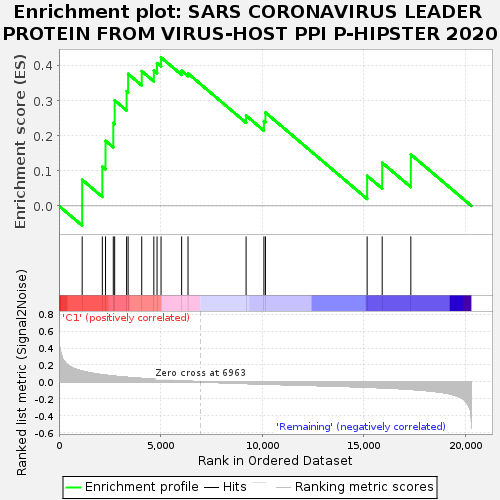 Enrichment plot: SARS CORONAVIRUS LEADER
PROTEIN FROM VIRUS-HOST PPI P-HIPSTER 2020
Enrichment score (ES)
0.4
0.3
0.2
0.1
0.0
'C1' (positively correlated)
Ranked list metric (Signal2Noise)
0.8
0.6
0.4
0.2
0.0
-0.2
-0.4
-0.6
Zero cross at 6963
'Remaining' (negatively correlated)
0
5,000
10,000
15,000
20,000
Rank in Ordered Dataset
Enrichment profile
Hits
Ranking metric scores